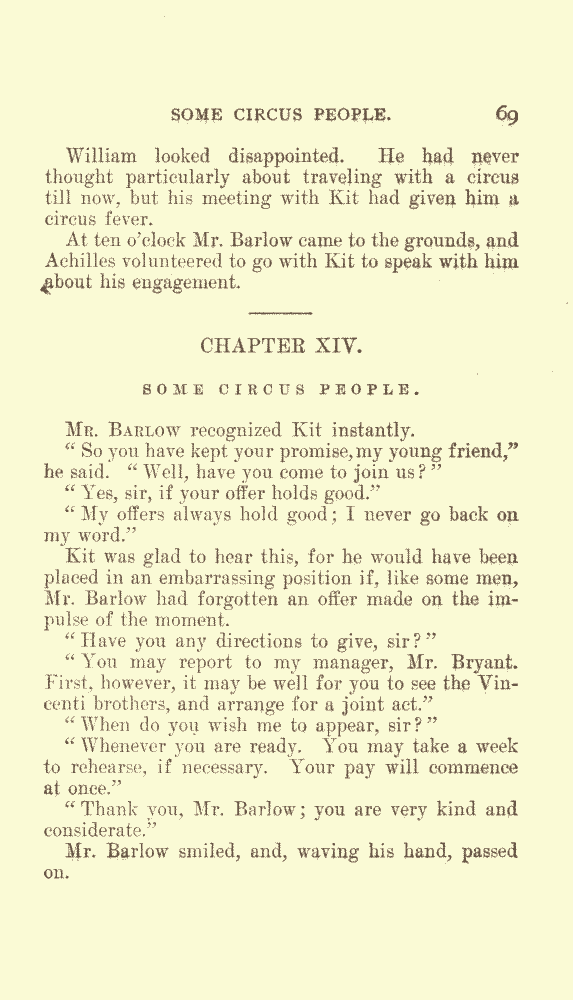 SOME CIRCUS PEOPLE. 69
William looked disappointed. He had never
thought particularly about traveling with a circus
till now, but his meeting with Kit had given him a
circus fever.
At ten o'clock Mr. Barlow came to the grounds, and
Achilles volunteered to go with Kit to speak with him
about his engagement.
CHAPTER XIV.
SOME CIRCUS PEOPLE.
MR. BARLOW recognized Kit instantly.
"So you have kept your promise, my young friend,"
he said. "Well, have you come to join us?"
"Yes, sir, if your offer holds good."
"My offers always hold good; I never go back on
my word."
Kit was glad to hear this, for he would have been
placed in an embarrassing position if, like some men,
Mr. Barlow had forgotten an offer made on the im-
pulse of the moment.
"Have you any directions to give, sir?"
"You may report to my manager, Mr. Bryant.
First, however, it may be well for you to see the Vin-
centi brothers, and arrange for a joint act."
"When do you wish me to appear, sir?"
"Whenever you are ready. You may take a week
to rehearse, if necessary. Your pay will commence
at once."
"Thank you, Mr. Barlow; you are very kind and
considerate."
Mr. Barlow smiled, and, waving his hand, passed
on.